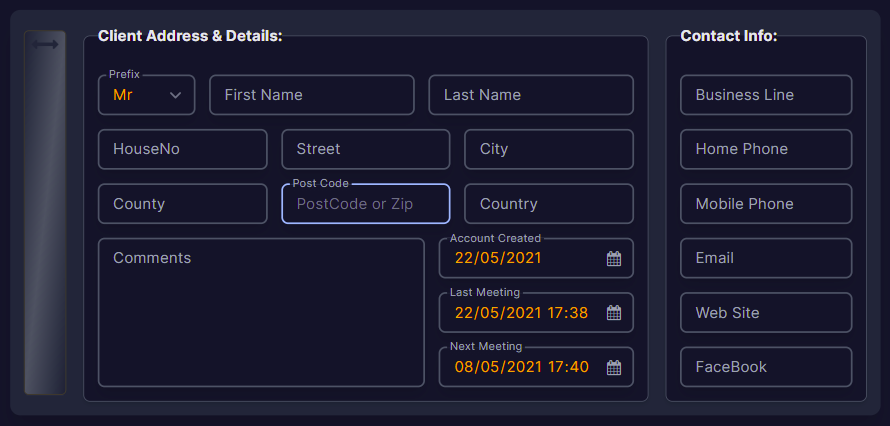 Client Address & Details:
Prefix
Mr
First Name
Last Name
HouseNo
Street
City
County
Post Code
PostCode or Zip
Country
Comments
Account Created
22/05/2021
Last Meeting
22/05/2021 17:38
Next Meeting
08/05/2021 17:40
Contact Info:
Business Line
Home Phone
Mobile Phone
Email
Web Site
FaceBook